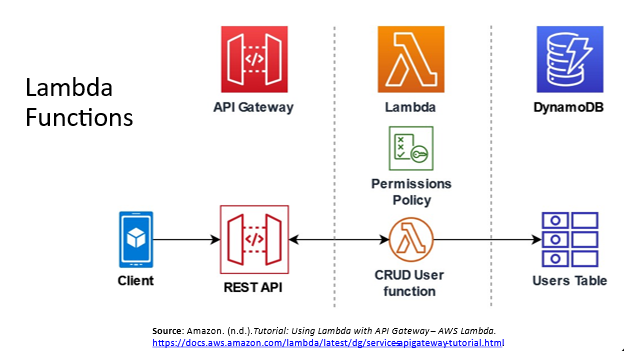 Lambda
Functions
API Gateway
Lambda
DynamoDB
Permissions
Policy
Client
REST API
CRUD User
function
Users Table
Source: Amazon. (n.d.).Tutorial: Using Lambda with API Gateway – AWS Lambda.
https://docs.aws.amazon.com/lambda/latest/dg/services-apigateway-tutorial.html